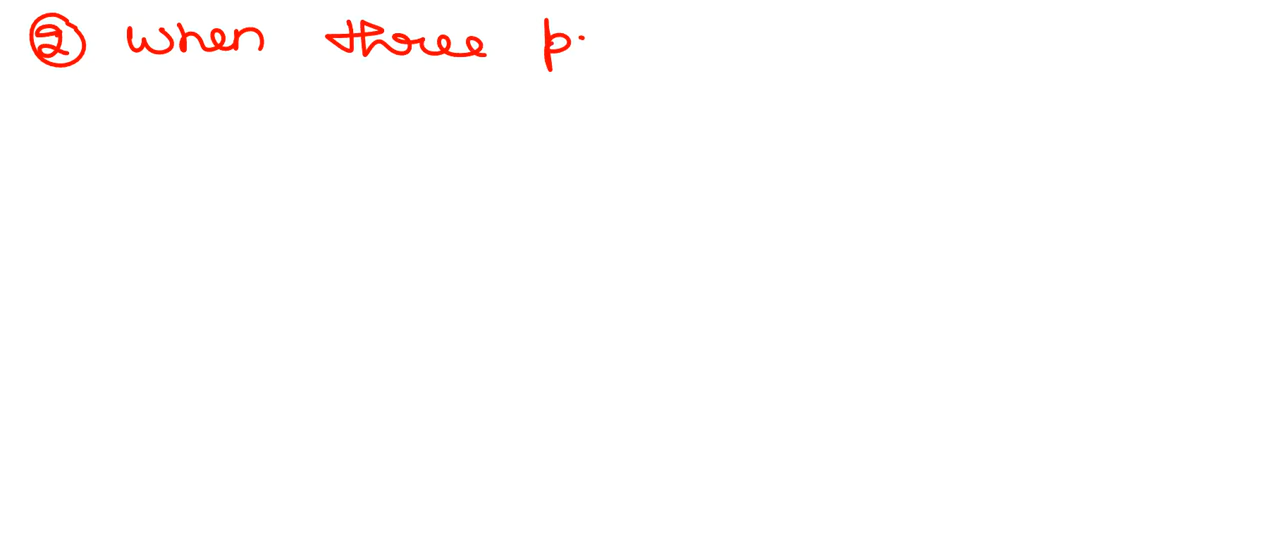 ② when three p.